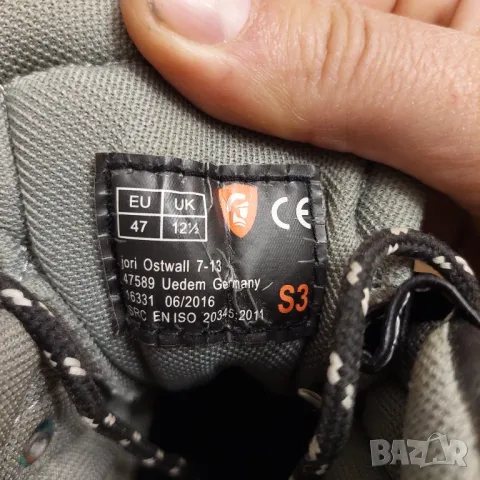 EU UK
47 12½
CE
jori Ostwall 7-13
47589 Uedem Germany
16331 06/2016
SRC EN ISO 20345:2011
S3
BAZAR